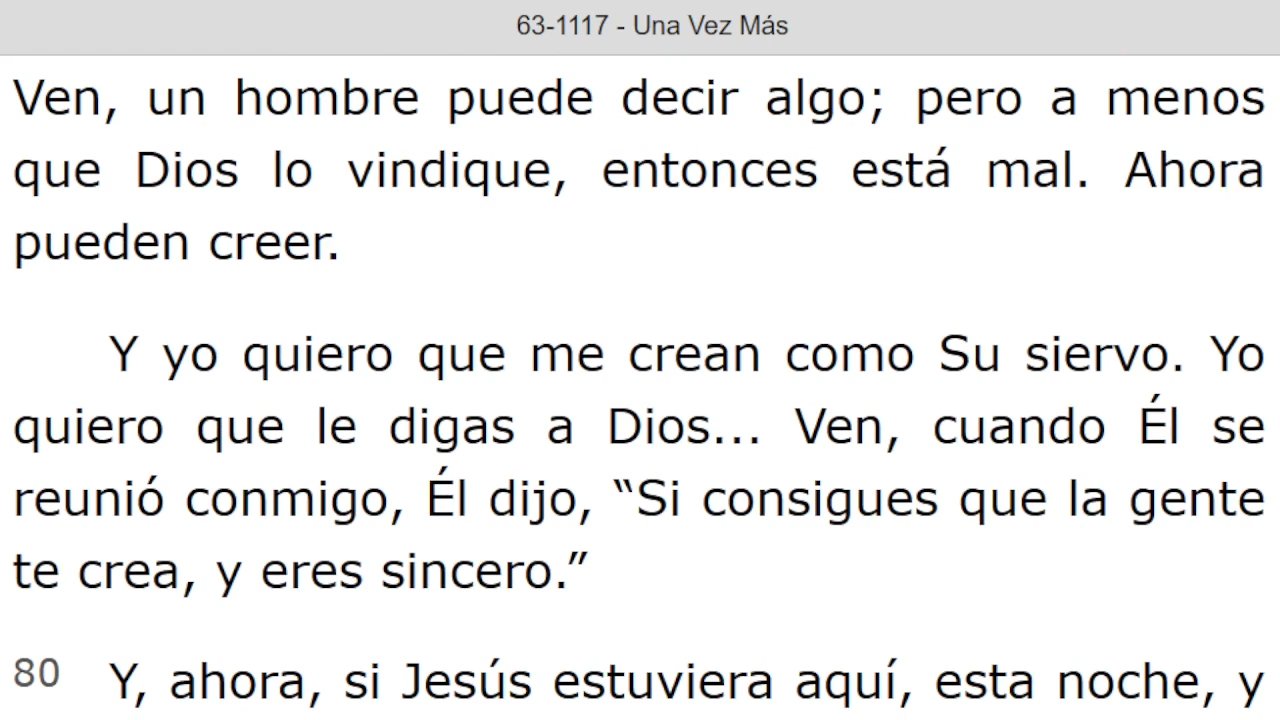 63-1117 - Una Vez Más
Ven, un hombre puede decir algo; pero a menos
que Dios lo vindique, entonces está mal. Ahora
pueden creer.
Y yo quiero que me crean como Su siervo. Yo
quiero que le digas a Dios... Ven, cuando Él se
reunió conmigo, Él dijo, “Si consigues que la gente
te crea, y eres sincero.”
80 Y, ahora, si Jesús estuviera aquí, esta noche, y